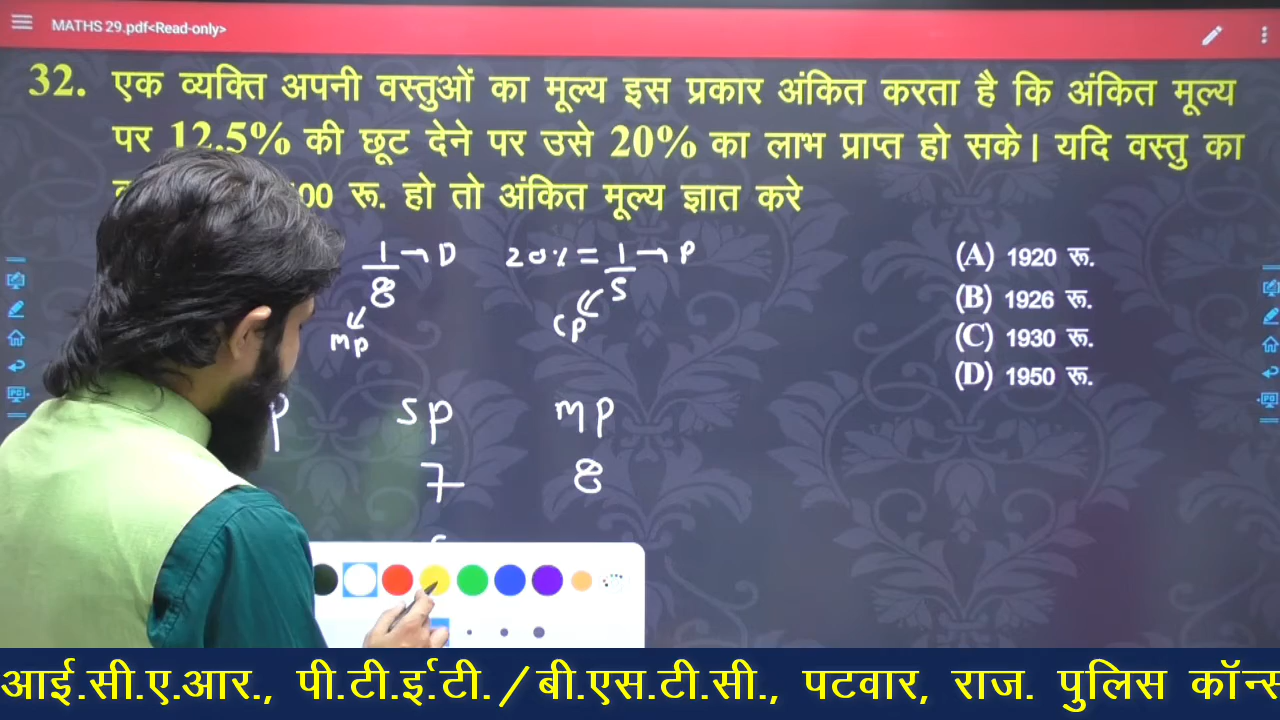 MATHS 29.pdf<Read-only>
32. एक व्यक्ति अपनी वस्तुओं का मूल्य इस प्रकार अंकित करता है कि अंकित मूल्य
पर 12.5% की छूट देने पर उसे 20% का लाभ प्राप्त हो सके। यदि वस्तु का
00 रू. हो तो अंकित मूल्य ज्ञात करे
1/8 → D 20% = 1/5 → P
MP CP
(A) 1920 रू.
(B) 1926 रू.
(C) 1930 रू.
(D) 1950 रू.
P SP MP
7 8
आई.सी.ए.आर., पी.टी.ई.टी./बी.एस.टी.सी., पटवार, राज. पुलिस कॉन्स